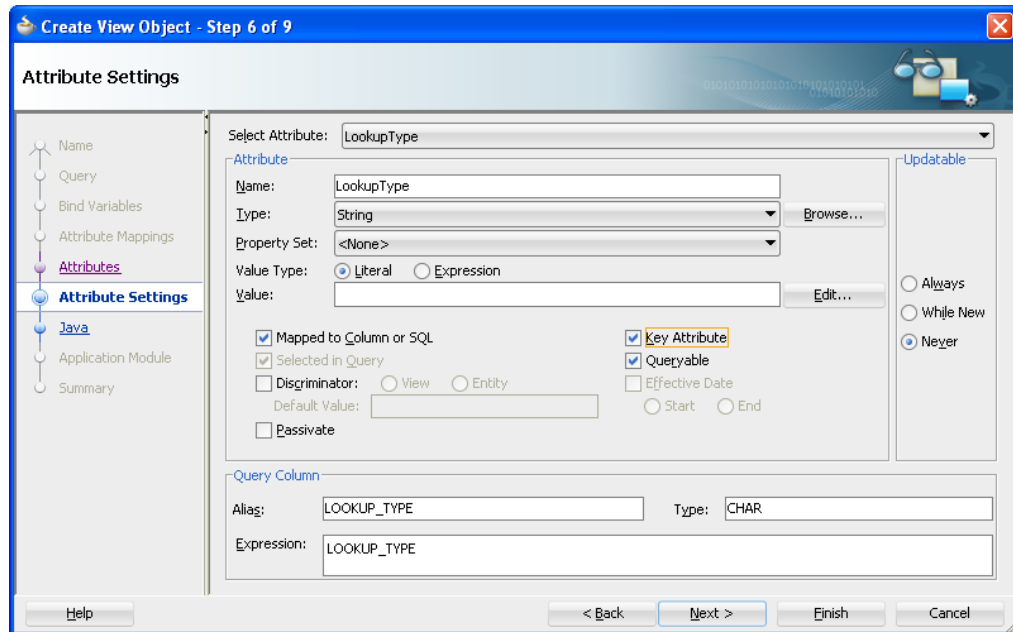 Create View Object - Step 6 of 9
Attribute Settings
Name
Query
Bind Variables
Attribute Mappings
Attributes
Attribute Settings
Java
Application Module
Summary
Select Attribute: LookupType
Attribute
Name: LookupType
Type: String Browse...
Property Set: <None>
Value Type: Literal Expression
Value: Edit...
Mapped to Column or SQL Key Attribute
Selected in Query Queryable
Discriminator: View Entity Effective Date
Default Value: Start End
Passivate
Updatable
Always
While New
Never
Query Column
Alias: LOOKUP_TYPE Type: CHAR
Expression: LOOKUP_TYPE
Help < Back Next > Finish Cancel